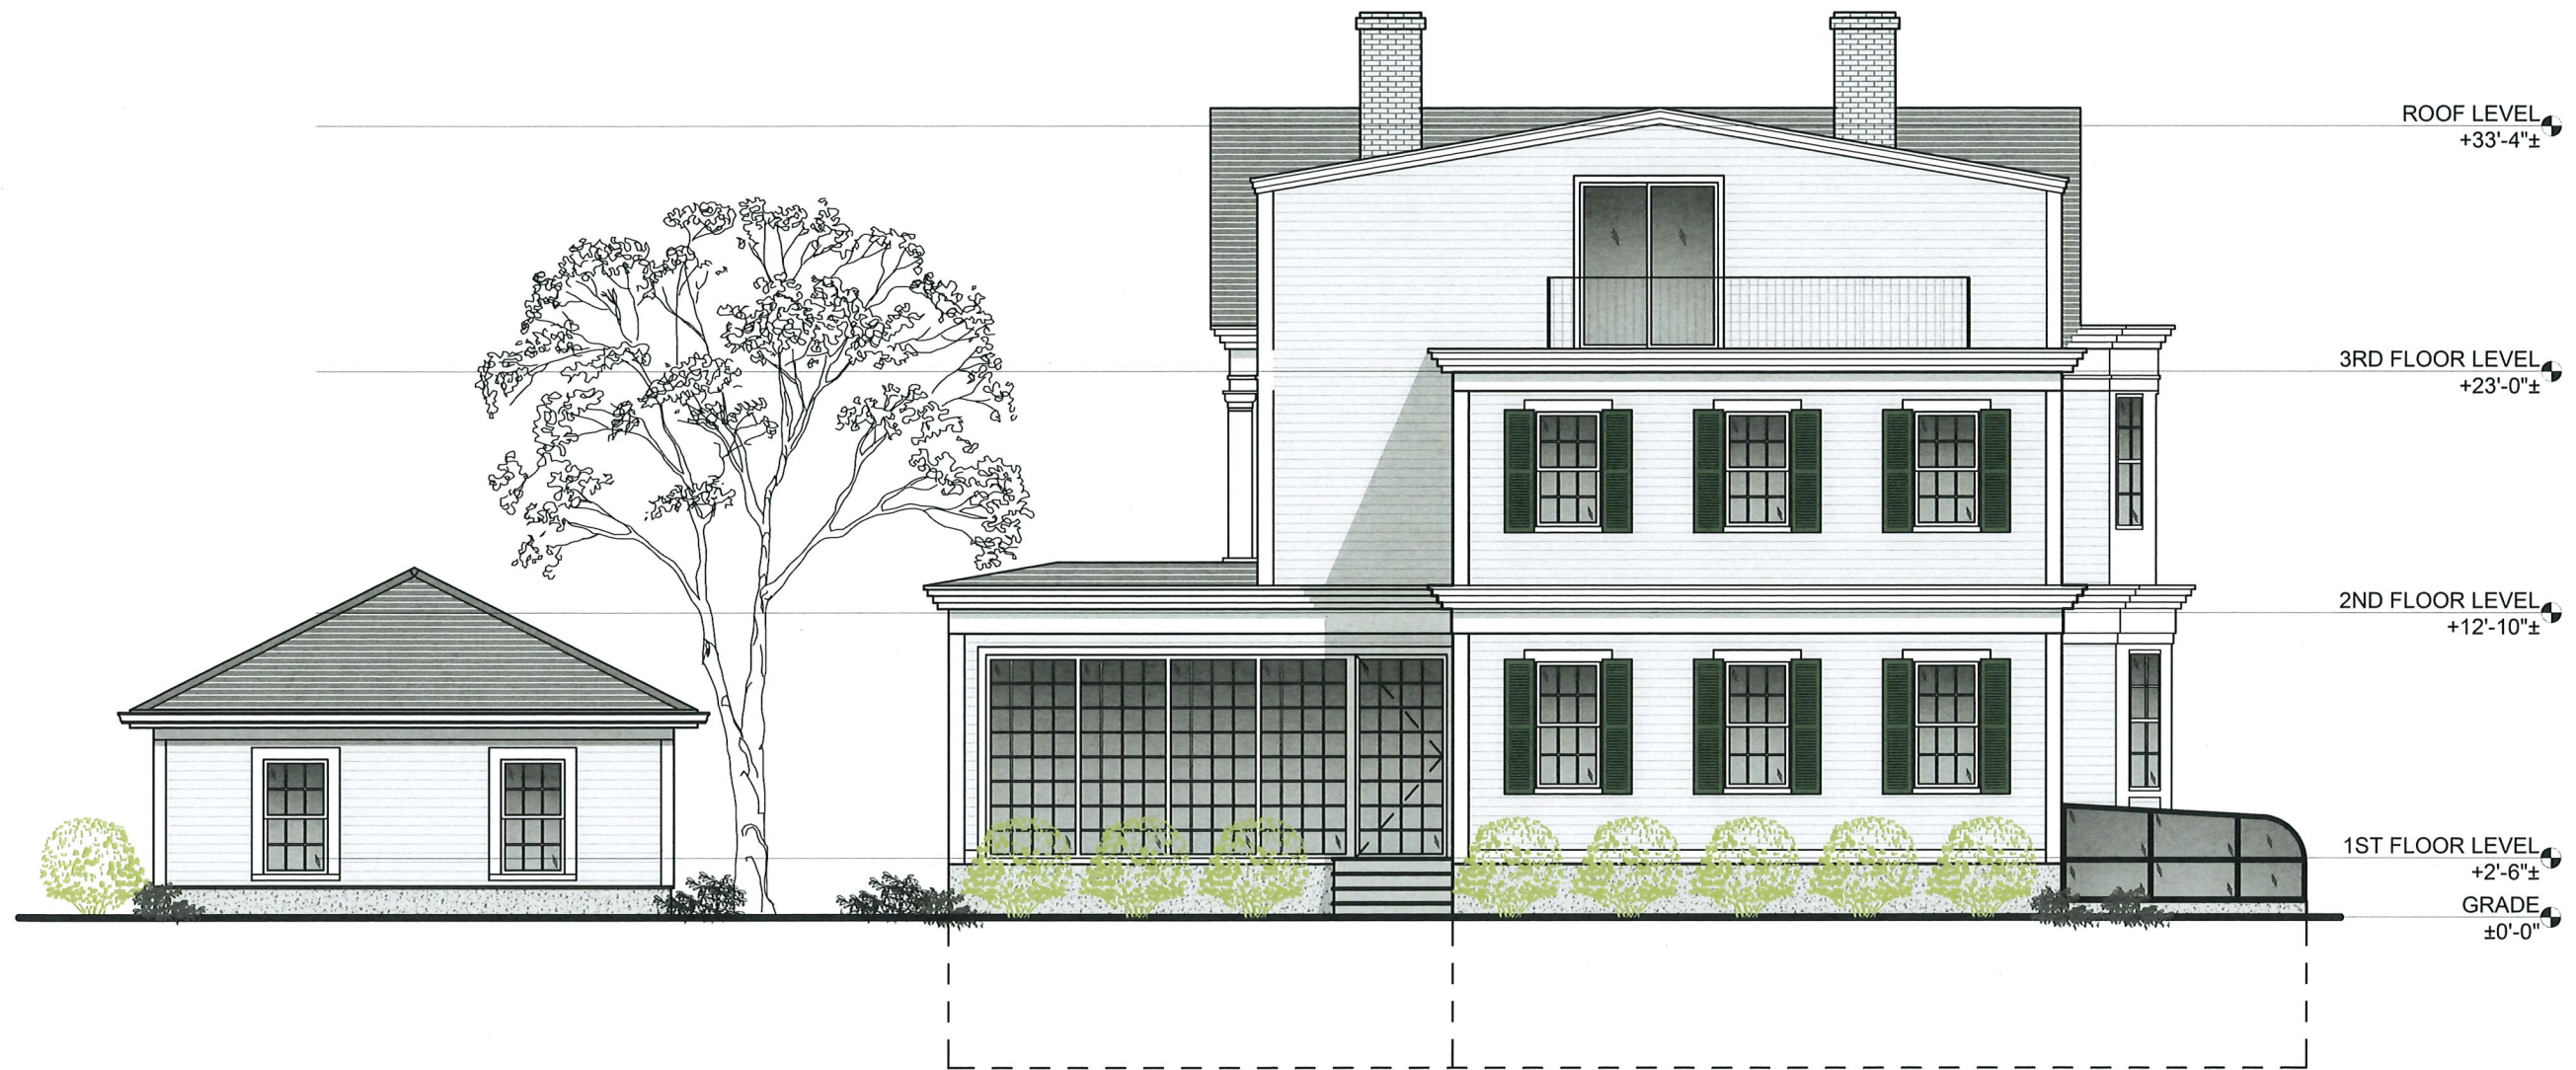 ROOF LEVEL
+33'-4"±
3RD FLOOR LEVEL
+23'-0"±
2ND FLOOR LEVEL
+12'-10"±
1ST FLOOR LEVEL
+2'-6"±
GRADE
±0'-0"